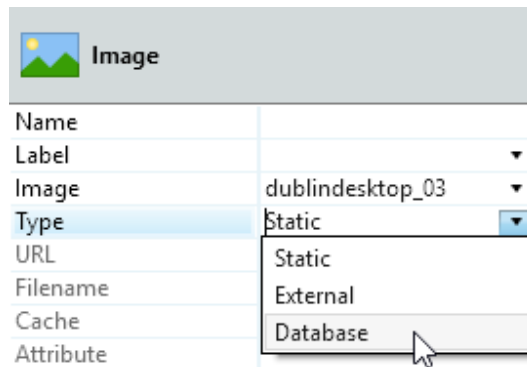 Image
Name
Label
Image dublindesktop_03
Type Static
URL
Static
Filename
External
Cache
Database
Attribute